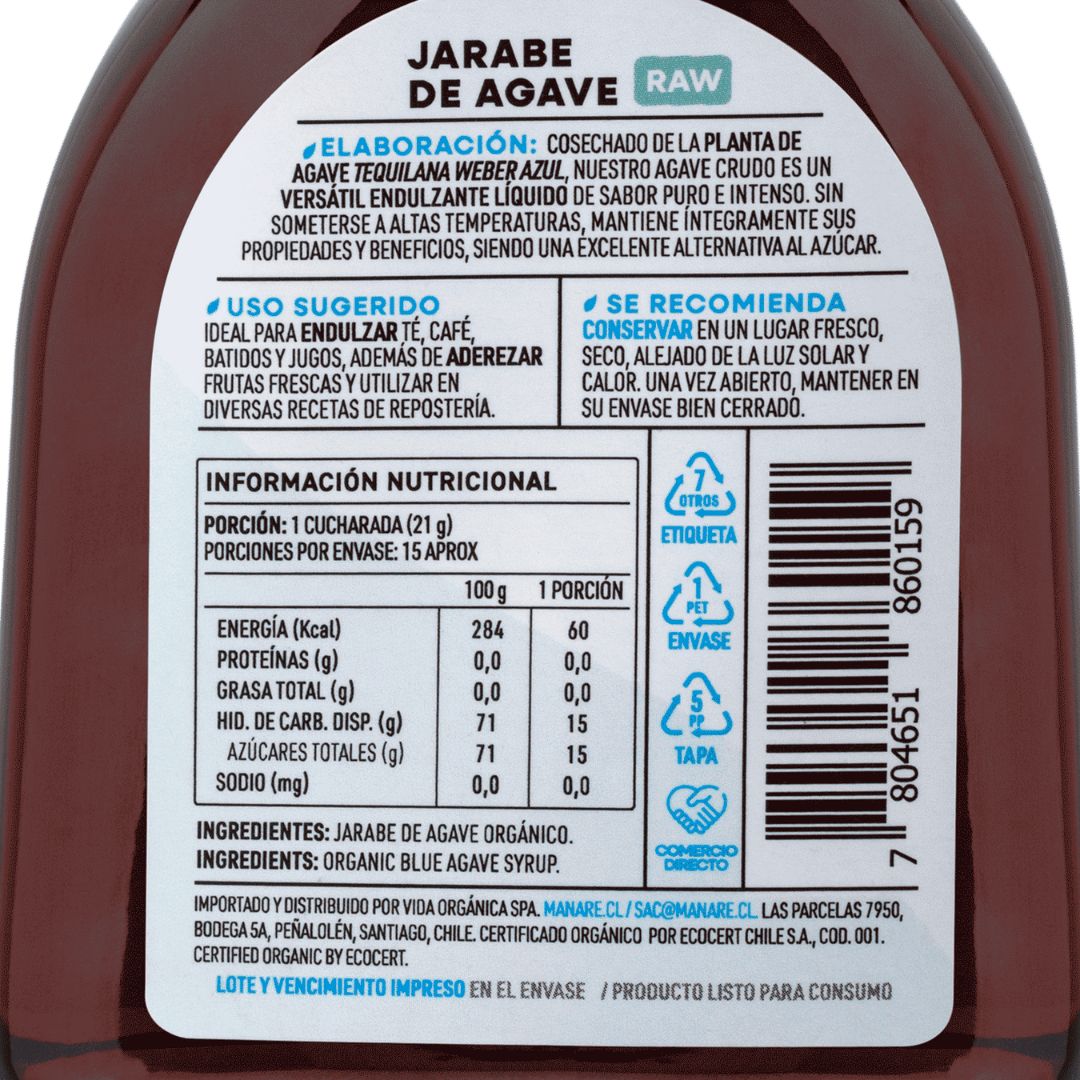 JARABE
DE AGAVE RAW
ELABORACIÓN: COSECHADO DE LA PLANTA DE
AGAVE TEQUILANA WEBER AZUL, NUESTRO AGAVE CRUDO ES UN
VERSÁTIL ENDULZANTE LÍQUIDO DE SABOR PURO E INTENSO. SIN
SOMETERSE A ALTAS TEMPERATURAS, MANTIENE ÍNTEGRAMENTE SUS
PROPIEDADES Y BENEFICIOS, SIENDO UNA EXCELENTE ALTERNATIVA AL AZÚCAR.
USO SUGERIDO
IDEAL PARA ENDULZAR TÉ, CAFÉ,
BATIDOS Y JUGOS, ADEMÁS DE ADEREZAR
FRUTAS FRESCAS Y UTILIZAR EN
DIVERSAS RECETAS DE REPOSTERÍA.
SE RECOMIENDA
CONSERVAR EN UN LUGAR FRESCO,
SECO, ALEJADO DE LA LUZ SOLAR Y
CALOR. UNA VEZ ABIERTO, MANTENER EN
SU ENVASE BIEN CERRADO.
INFORMACIÓN NUTRICIONAL
PORCIÓN: 1 CUCHARADA (21 g)
PORCIONES POR ENVASE: 15 APROX
100 g 1 PORCIÓN
ENERGÍA (Kcal) 284 60
PROTEÍNAS (g) 0,0 0,0
GRASA TOTAL (g) 0,0 0,0
HID. DE CARB. DISP. (g) 71 15
AZÚCARES TOTALES (g) 71 15
SODIO (mg) 0,0 0,0
INGREDIENTES: JARABE DE AGAVE ORGÁNICO.
INGREDIENTS: ORGANIC BLUE AGAVE SYRUP.
7
OTROS
ETIQUETA
1
PET
ENVASE
5
PP
TAPA
COMERCIO
DIRECTO
7 804651 860159
IMPORTADO Y DISTRIBUIDO POR VIDA ORGÁNICA SPA. MANARE.CL / SAC@MANARE.CL. LAS PARCELAS 7950,
BODEGA 5A, PEÑALOLÉN, SANTIAGO, CHILE. CERTIFICADO ORGÁNICO POR ECOCERT CHILE S.A., COD. 001.
CERTIFIED ORGANIC BY ECOCERT.
LOTE Y VENCIMIENTO IMPRESO EN EL ENVASE / PRODUCTO LISTO PARA CONSUMO